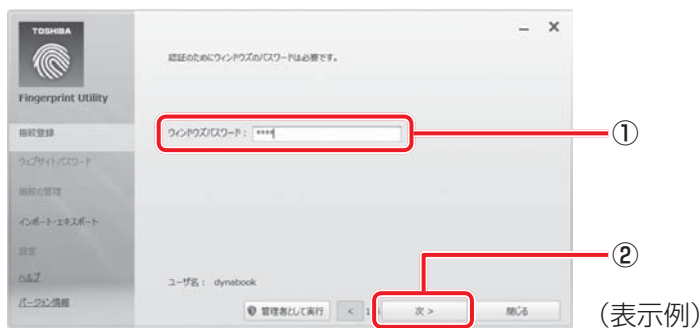 TOSHIBA
Fingerprint Utility
指紋登録
ウェブサイトパスワード
指紋の管理
インポート・エキスポート
設定
ヘルプ
バージョン情報
認証のためにウィンドウズのパスワードは必要です。
ウィンドウズパスワード： ****
①
②
ユーザ名： dynabook
管理者として実行
<
次 >
閉じる
（表示例）